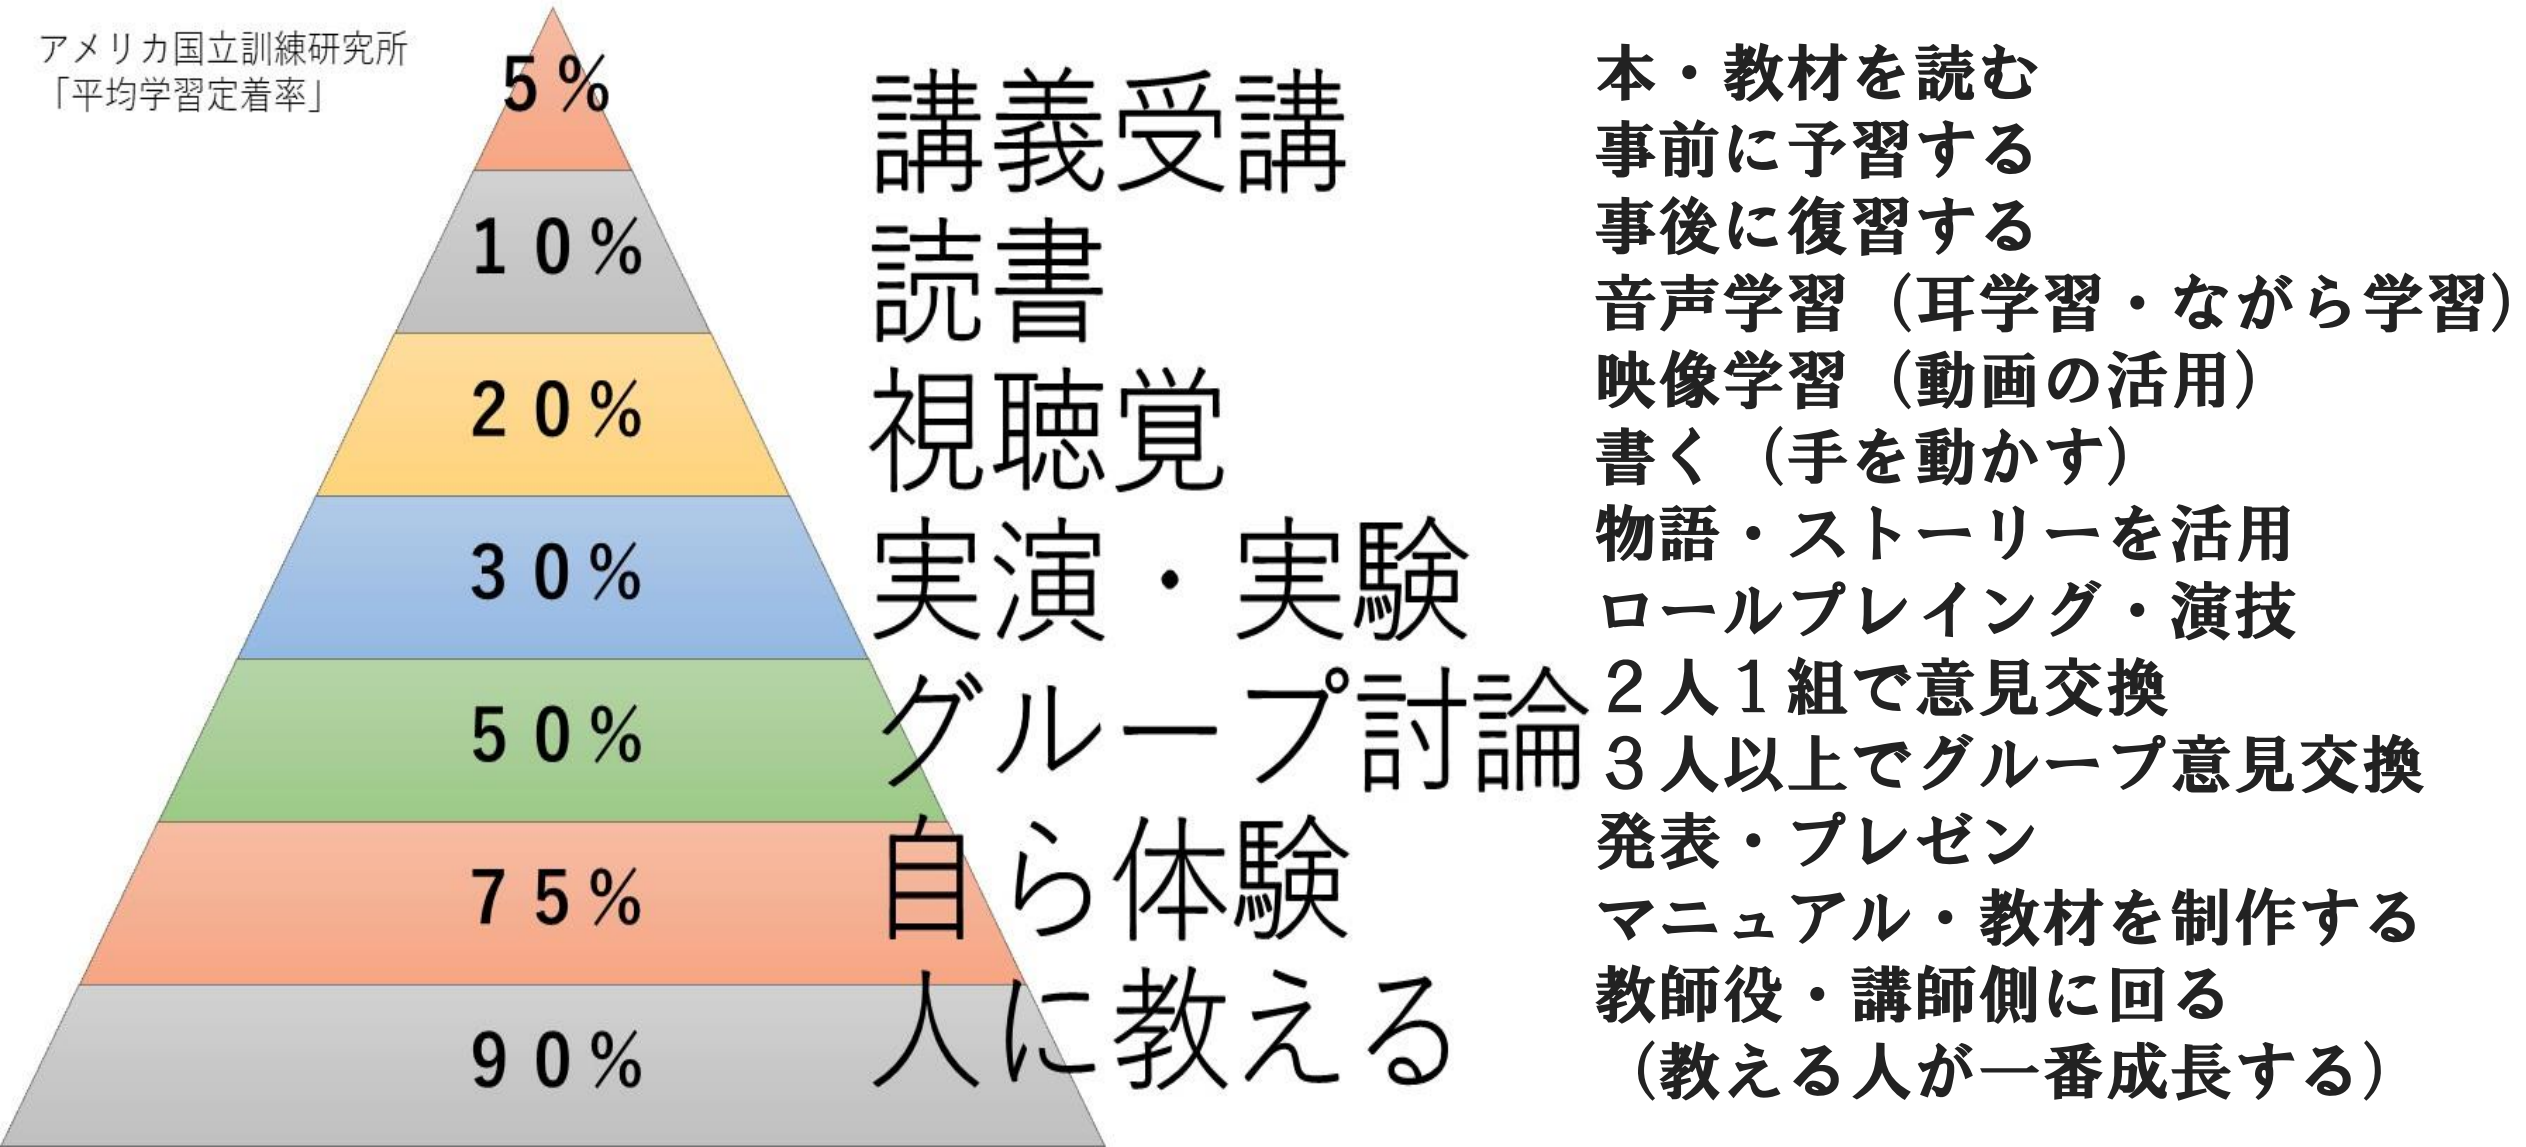 アメリカ国立訓練研究所
「平均学習定着率」
5%
10%
20%
30%
50%
75%
90%
講義受講
読書
視聴覚
実演・実験
グループ討論
自ら体験
人に教える
本・教材を読む
事前に予習する
事後に復習する
音声学習（耳学習・ながら学習）
映像学習（動画の活用）
書く（手を動かす）
物語・ストーリーを活用
ロールプレイング・演技
２人１組で意見交換
３人以上でグループ意見交換
発表・プレゼン
マニュアル・教材を制作する
教師役・講師側に回る
（教える人が一番成長する）